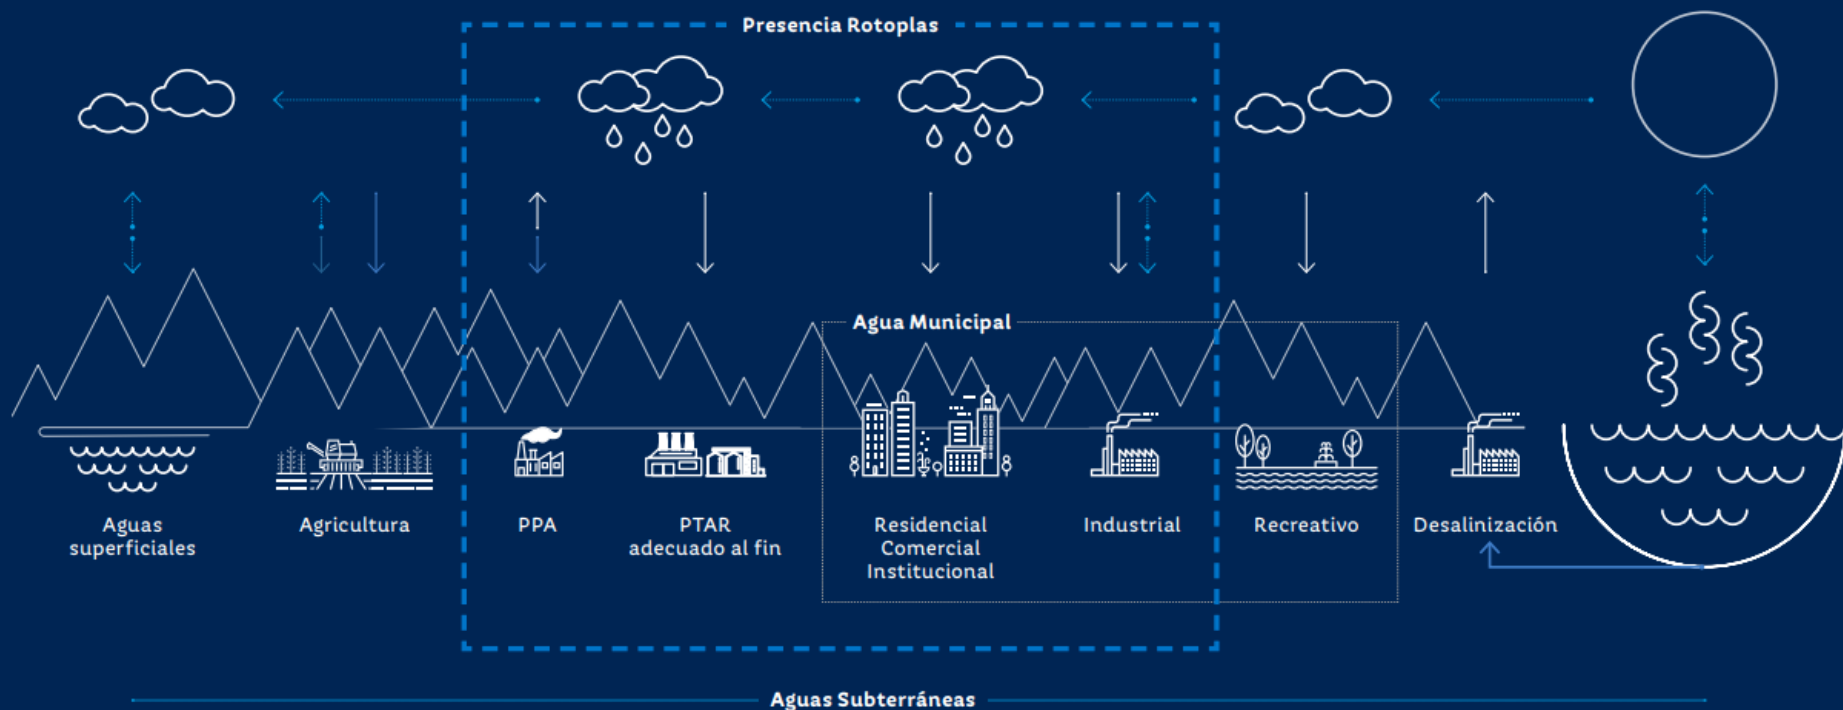 Presencia Rotoplas
Agua Municipal
Aguas
superficiales
Agricultura
PPA
PTAR
adecuado al fin
Residencial
Comercial
Institucional
Industrial
Recreativo
Desalinización
Aguas Subterráneas